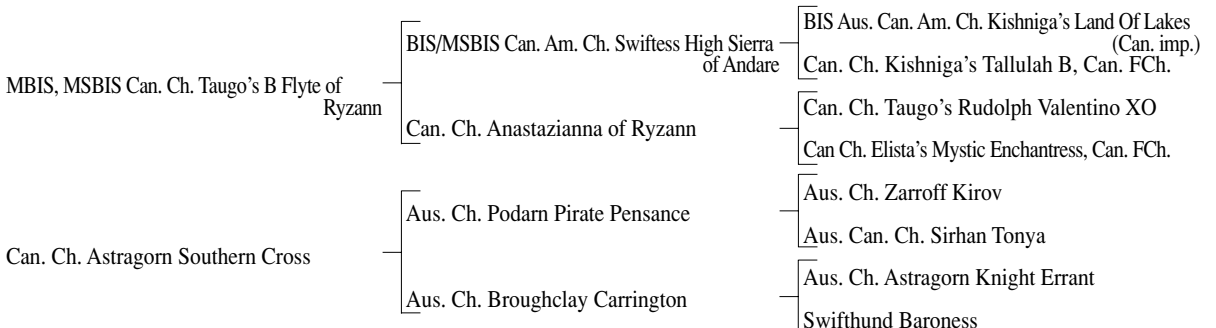 MBIS, MSBIS Can. Ch. Taugo's B Flyte of
Ryzann
Can. Ch. Astragorn Southern Cross
BIS/MSBIS Can. Am. Ch. Swiftess High Sierra
of Andare
Can. Ch. Anastazianna of Ryzann
Aus. Ch. Podarn Pirate Pensance
Aus. Ch. Broughclay Carrington
BIS Aus. Can. Am. Ch. Kishniga's Land Of Lakes
(Can. imp.)
Can. Ch. Kishniga's Tallulah B, Can. FCh.
Can. Ch. Taugo's Rudolph Valentino XO
Can Ch. Elista's Mystic Enchantress, Can. FCh.
Aus. Ch. Zarroff Kirov
Aus. Can. Ch. Sirhan Tonya
Aus. Ch. Astragorn Knight Errant
Swifthund Baroness